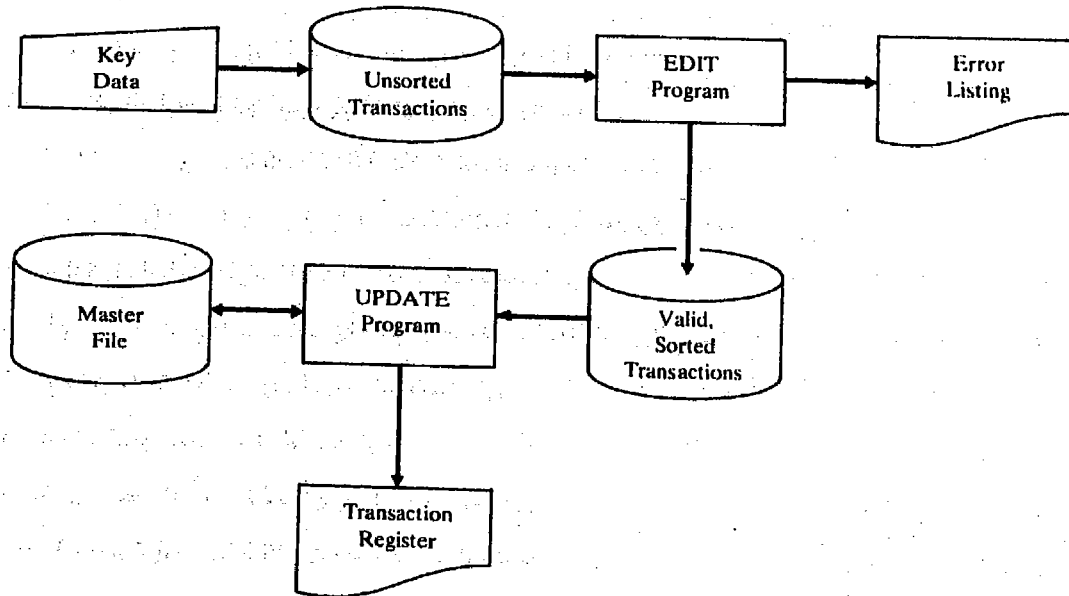 Key
Data
Unsorted
Transactions
EDIT
Program
Error
Listing
Master
File
UPDATE
Program
Valid,
Sorted
Transactions
Transaction
Register